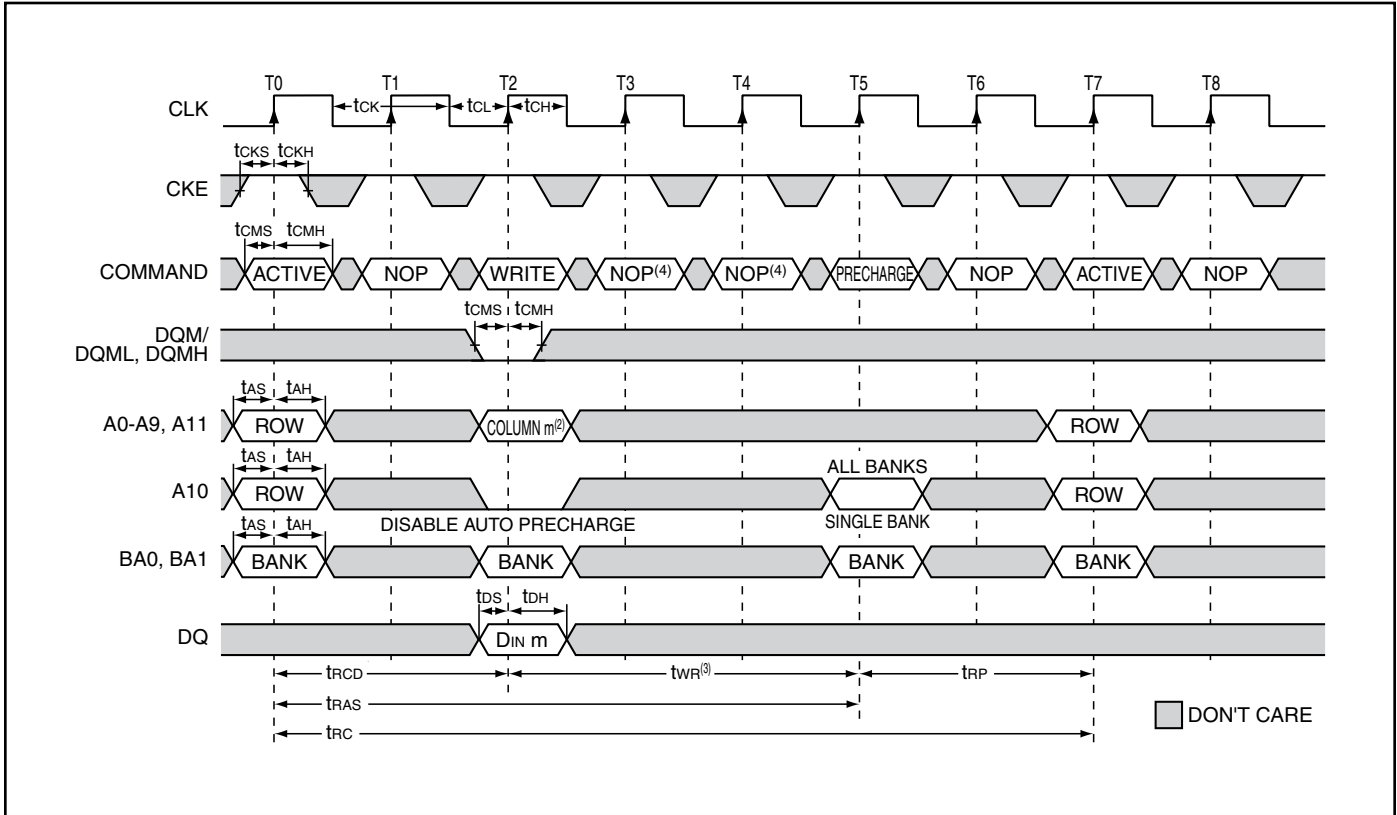 T0 T1 T2 T3 T4 T5 T6 T7 T8
CLK tCK tCL tCH
tCKS tCKH
CKE
tCMS tCMH
COMMAND ACTIVE NOP WRITE NOP(4) NOP(4) PRECHARGE NOP ACTIVE NOP
tCMS tCMH
DQM/
DQML, DQMH
tAS tAH
A0-A9, A11 ROW COLUMN m(2) ROW
tAS tAH ALL BANKS
A10 ROW ROW
tAS tAH DISABLE AUTO PRECHARGE SINGLE BANK
BA0, BA1 BANK BANK BANK BANK
tDS tDH
DQ DIN m
tRCD tWR(3) tRP
tRAS
DON'T CARE
tRC